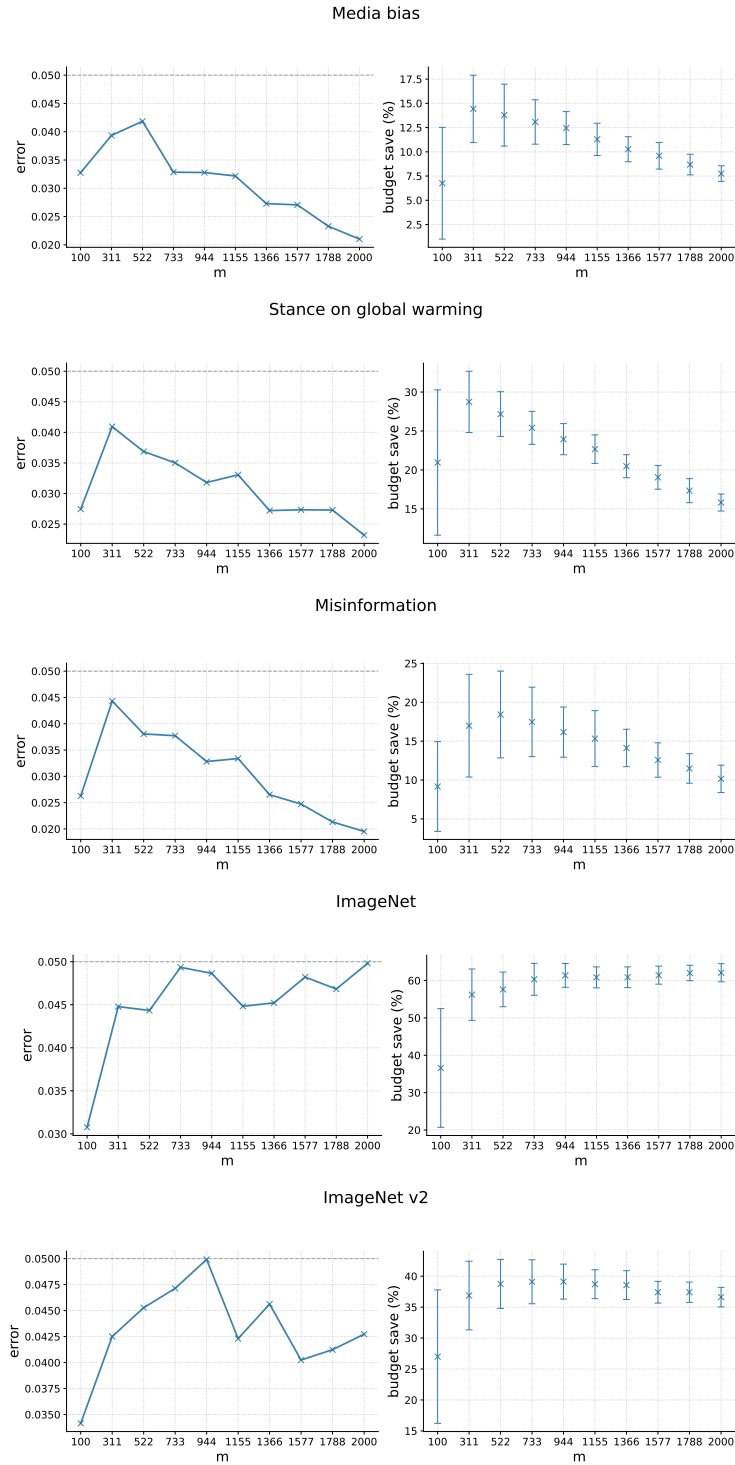 Media bias
error
0.050
0.045
0.040
0.035
0.030
0.025
0.020
100 311 522 733 944 1155 1366 1577 1788 2000
m
budget save (%)
17.5
15.0
12.5
10.0
7.5
5.0
2.5
100 311 522 733 944 1155 1366 1577 1788 2000
m
Stance on global warming
error
0.050
0.045
0.040
0.035
0.030
0.025
100 311 522 733 944 1155 1366 1577 1788 2000
m
budget save (%)
30
25
20
15
100 311 522 733 944 1155 1366 1577 1788 2000
m
Misinformation
error
0.050
0.045
0.040
0.035
0.030
0.025
0.020
100 311 522 733 944 1155 1366 1577 1788 2000
m
budget save (%)
25
20
15
10
5
100 311 522 733 944 1155 1366 1577 1788 2000
m
ImageNet
error
0.050
0.045
0.040
0.035
0.030
100 311 522 733 944 1155 1366 1577 1788 2000
m
budget save (%)
60
50
40
30
20
100 311 522 733 944 1155 1366 1577 1788 2000
m
ImageNet v2
error
0.0500
0.0475
0.0450
0.0425
0.0400
0.0375
0.0350
100 311 522 733 944 1155 1366 1577 1788 2000
m
budget save (%)
40
35
30
25
20
15
100 311 522 733 944 1155 1366 1577 1788 2000
m